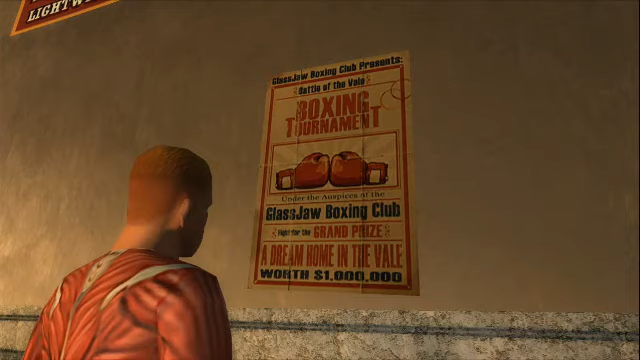 LIGHTW
GlassJaw Boxing Club Presents:
Battle of the Vale
BOXING
TOURNAMENT
Under the Auspices of the
GlassJaw Boxing Club
Fight for the GRAND PRIZE
A DREAM HOME IN THE VALE
WORTH $1,000,000